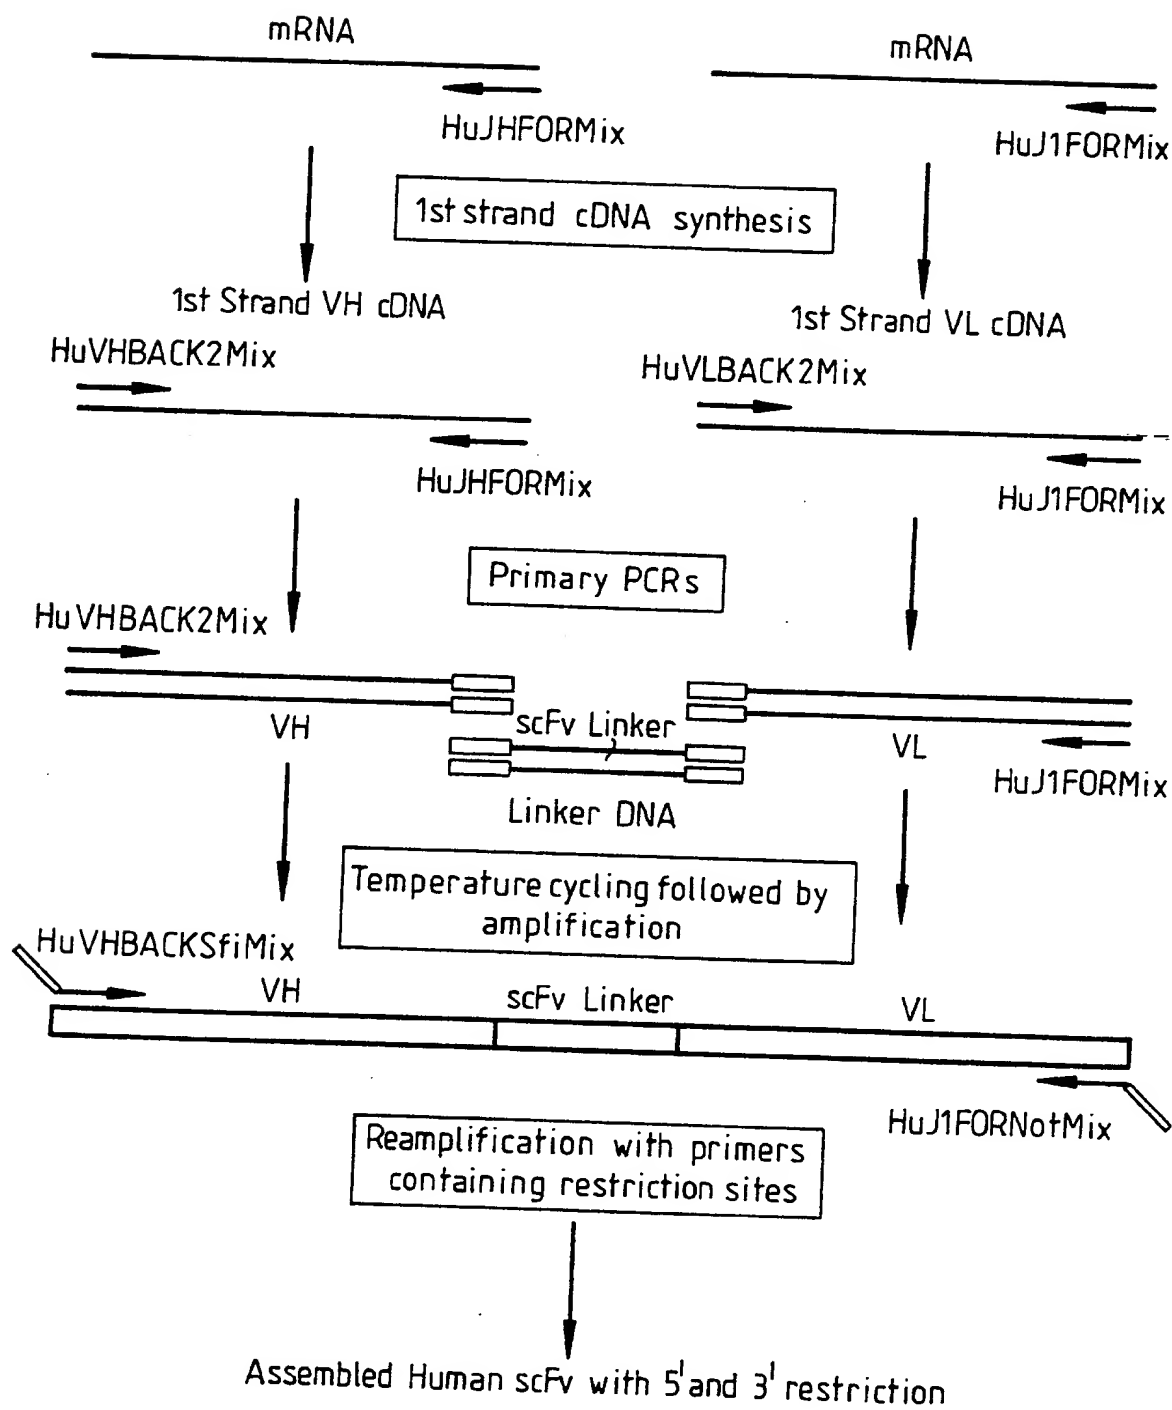 mRNA
mRNA
HuJHFORMix
HuJ1FORMix
1st strand cDNA synthesis
1st Strand VH cDNA
1st Strand VL cDNA
HuVHBACK2Mix
HuVLBACK2Mix
HuJHFORMix
HuJ1FORMix
Primary PCRs
HuVHBACK2Mix
VH
scFv Linker
VL
HuJ1FORMix
Linker DNA
Temperature cycling followed by
amplification
HuVHBACKSfiMix
VH
scFv Linker
VL
HuJ1FORNotMix
Reamplification with primers
containing restriction sites
Assembled Human scFv with 5' and 3' restriction